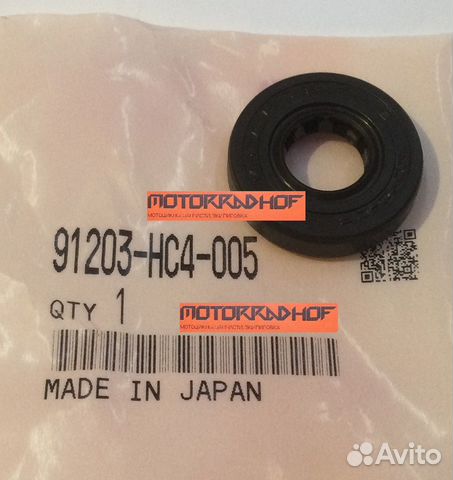 MOTORRADHOF
91203-HC4-005
QTY 1
MOTORRADHOF
MADE IN JAPAN
Avito